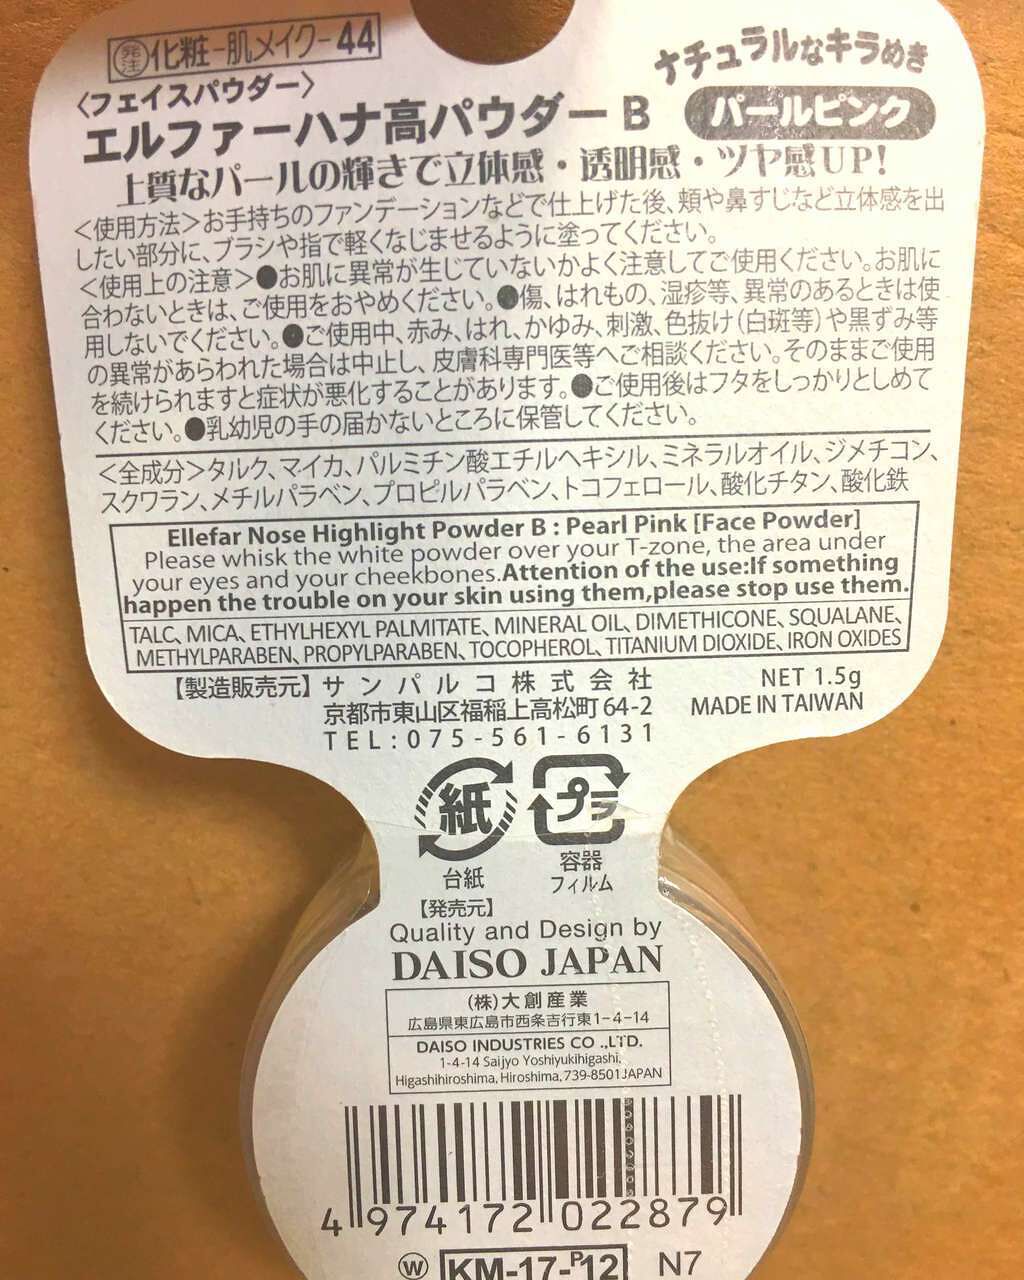 発注 化粧-肌メイク-44
〈フェイスパウダー〉
ナチュラルなキラめき
エルファーハナ高パウダーB パールピンク
上質なパールの輝きで立体感・透明感・ツヤ感UP!
＜使用方法＞お手持ちのファンデーションなどで仕上げた後、頬や鼻すじなど立体感を出
したい部分に、ブラシや指で軽くなじませるように塗ってください。
＜使用上の注意＞●お肌に異常が生じていないかよく注意してご使用ください。お肌に
合わないときは、ご使用をおやめください。●傷、はれもの、湿疹等、異常のあるときは使
用しないでください。●ご使用中、赤み、はれ、かゆみ、刺激、色抜け(白斑等)や黒ずみ等
の異常があらわれた場合は中止し、皮膚科専門医等へご相談ください。そのままご使用
を続けられますと症状が悪化することがあります。●ご使用後はフタをしっかりとしめて
ください。●乳幼児の手の届かないところに保管してください。
＜全成分＞タルク、マイカ、パルミチン酸エチルヘキシル、ミネラルオイル、ジメチコン、
スクワラン、メチルパラベン、プロピルパラベン、トコフェロール、酸化チタン、酸化鉄
Ellefar Nose Highlight Powder B : Pearl Pink [Face Powder]
Please whisk the white powder over your T-zone, the area under
your eyes and your cheekbones.Attention of the use:If something
happen the trouble on your skin using them,please stop use them.
TALC、MICA、ETHYLHEXYL PALMITATE、MINERAL OIL、DIMETHICONE、SQUALANE、
METHYLPARABEN、PROPYLPARABEN、TOCOPHEROL、TITANIUM DIOXIDE、IRON OXIDES
【製造販売元】サンパルコ株式会社 NET 1.5g
京都市東山区福稲上高松町64-2 MADE IN TAIWAN
TEL:075-561-6131
紙 プラ
台紙 容器
フィルム
【発売元】
Quality and Design by
DAISO JAPAN
(株)大創産業
広島県東広島市西条吉行東1-4-14
DAISO INDUSTRIES CO .,LTD.
1-4-14 Saijyo Yoshiyukihigashi,
Higashihiroshima, Hiroshima,739-8501JAPAN
4 974172 022879
W KM-17-P12 N7